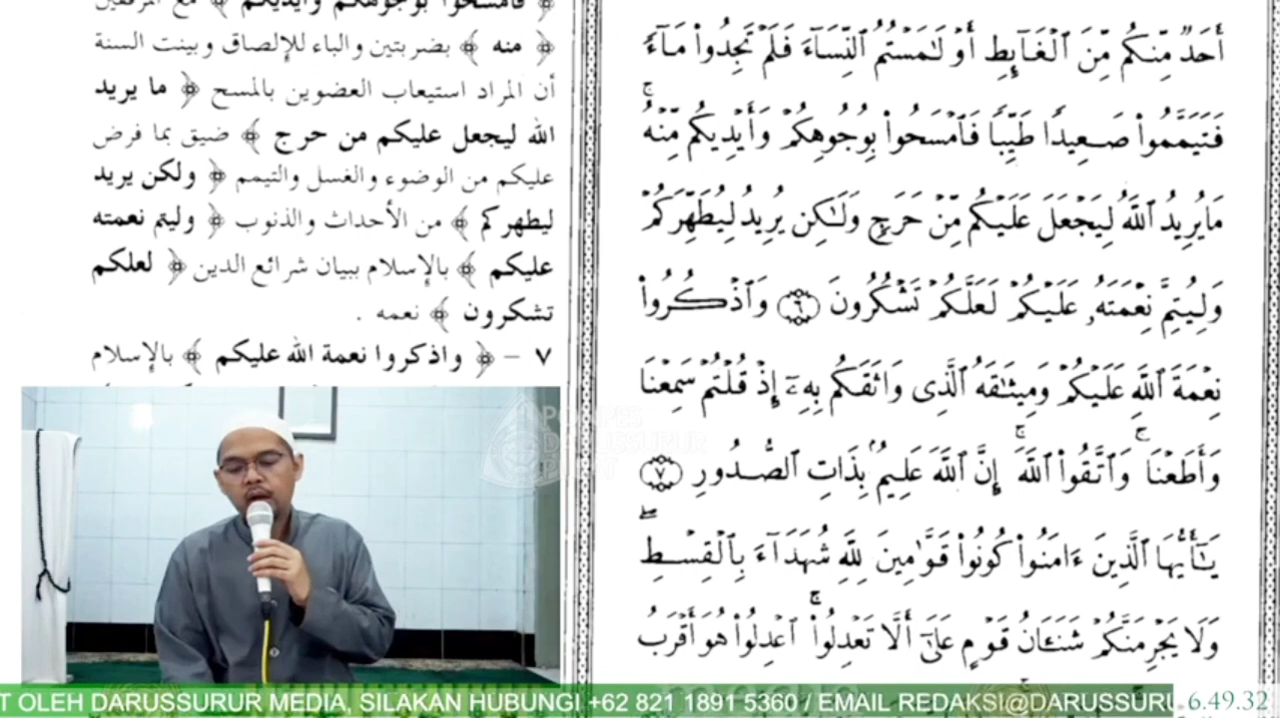 أَحَدٌ مِّنكُم مِّنَ ٱلْغَآئِطِ أَوْ لَٰمَسْتُمُ ٱلنِّسَآءَ فَلَمْ تَجِدُوا۟ مَآءً
فَتَيَمَّمُوا۟ صَعِيدًا طَيِّبًا فَٱمْسَحُوا۟ بِوُجُوهِكُمْ وَأَيْدِيكُم مِّنْهُ ۚ
مَا يُرِيدُ ٱللَّهُ لِيَجْعَلَ عَلَيْكُم مِّنْ حَرَجٍ وَلَٰكِن يُرِيدُ لِيُطَهِّرَكُمْ
وَلِيُتِمَّ نِعْمَتَهُۥ عَلَيْكُمْ لَعَلَّكُمْ تَشْكُرُونَ ٦ وَٱذْكُرُوا۟
نِعْمَةَ ٱللَّهِ عَلَيْكُمْ وَمِيثَٰقَهُ ٱلَّذِى وَاثَقَكُم بِهِۦٓ إِذْ قُلْتُمْ سَمِعْنَا
وَأَطَعْنَا ۖ وَٱتَّقُوا۟ ٱللَّهَ ۚ إِنَّ ٱللَّهَ عَلِيمٌۢ بِذَاتِ ٱلصُّدُورِ ٧
يَٰٓأَيُّهَا ٱلَّذِينَ ءَامَنُوا۟ كُونُوا۟ قَوَّٰمِينَ لِلَّهِ شُهَدَآءَ بِٱلْقِسْطِ ۖ
وَلَا يَجْرِمَنَّكُمْ شَنَـَٔانُ قَوْمٍ عَلَىٰٓ أَلَّا تَعْدِلُوا۟ ۚ ٱعْدِلُوا۟ هُوَ أَقْرَبُ
﴿ فامسحوا بوجوهكم وأيديكم ﴾ مع المرفقين
﴿ منه ﴾ بضربتين والباء للإلصاق وبينت السنة
أن المراد استيعاب العضوين بالمسح ﴿ ما يريد
الله ليجعل عليكم من حرج ﴾ ضيق بما فرض
عليكم من الوضوء والغسل والتيمم ﴿ ولكن يريد
ليطهركم ﴾ من الأحداث والذنوب ﴿ وليتم نعمته
عليكم ﴾ بالإسلام ببيان شرائع الدين ﴿ لعلكم
تشكرون ﴾ نعمه .
٧ – ﴿ واذكروا نعمة الله عليكم ﴾ بالإسلام
T OLEH DARUSSURUR MEDIA, SILAKAN HUBUNGI +62 821 1891 5360 / EMAIL REDAKSI@DARUSSURU
6.49.32